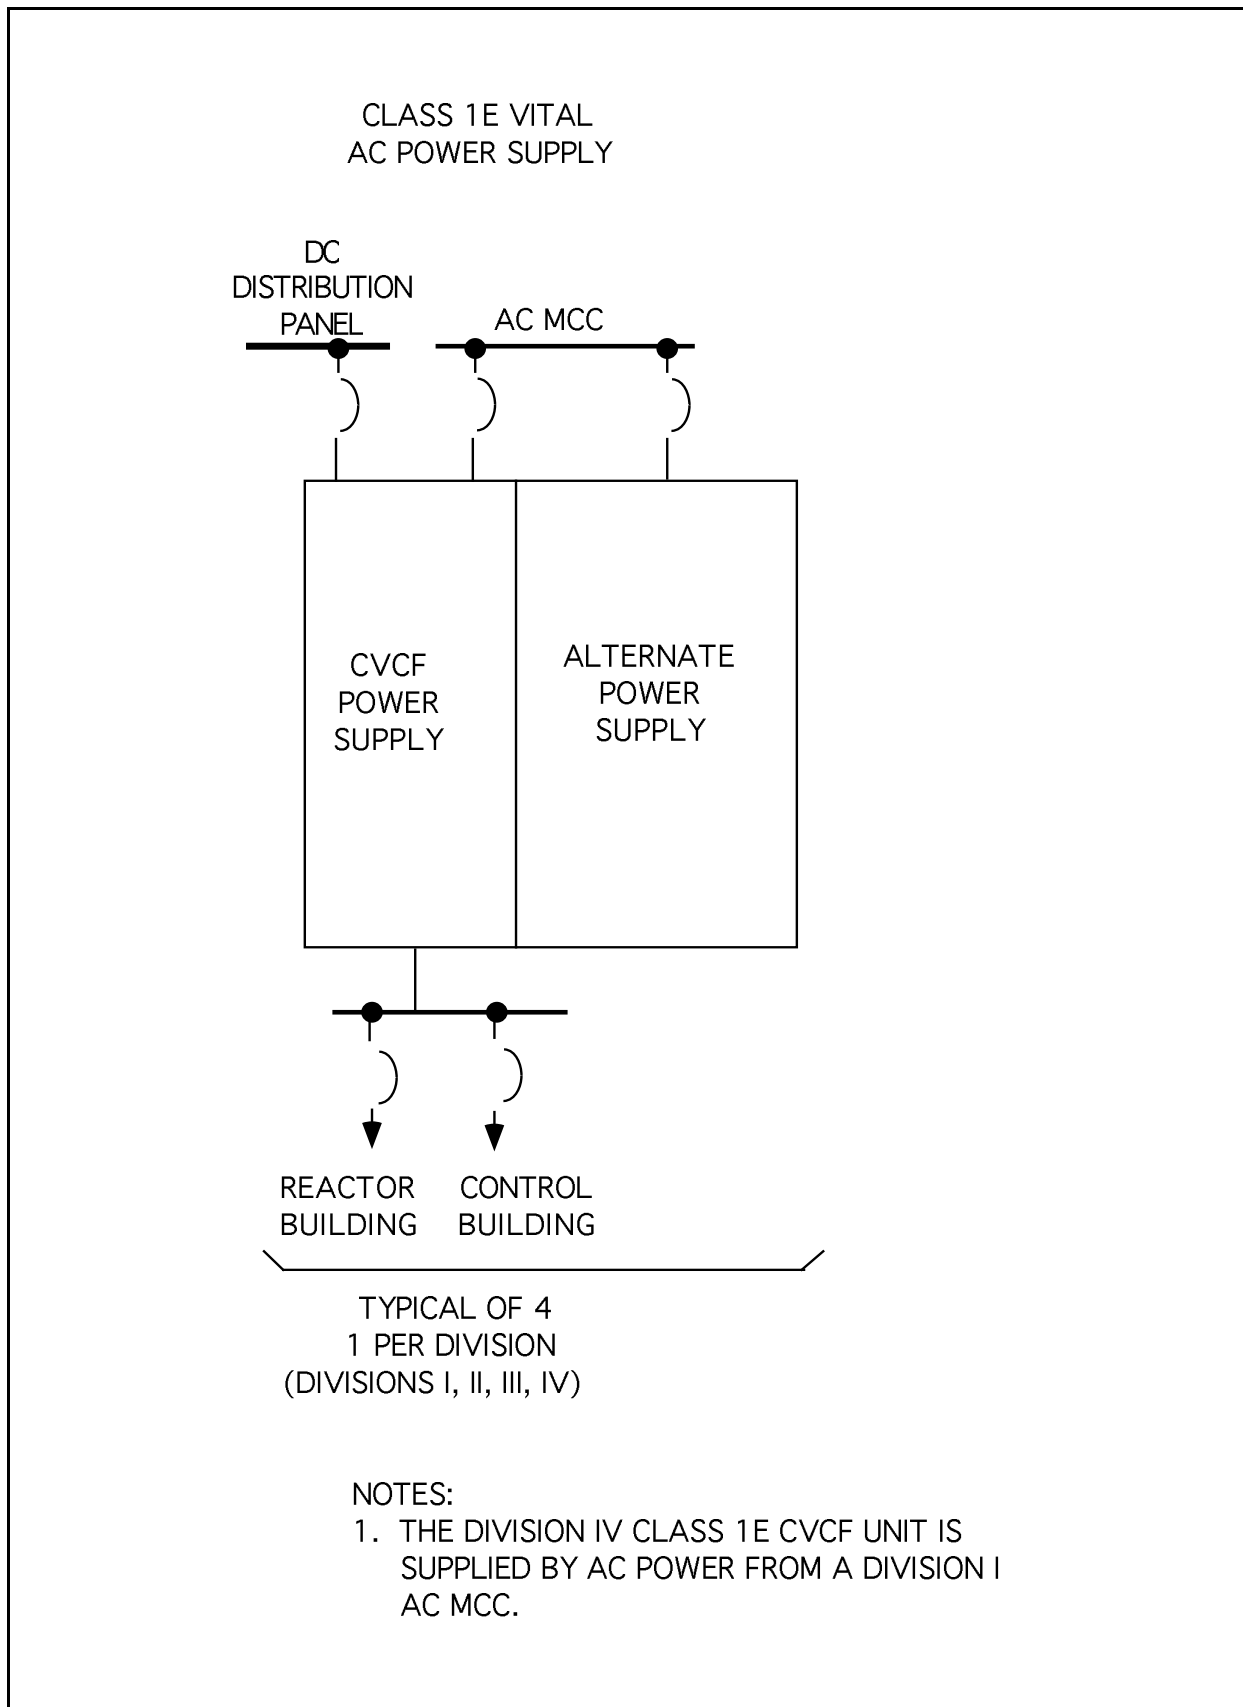 CLASS 1E VITAL
AC POWER SUPPLY
DC
DISTRIBUTION
PANEL
AC MCC
CVCF
POWER
SUPPLY
ALTERNATE
POWER
SUPPLY
REACTOR
BUILDING
CONTROL
BUILDING
TYPICAL OF 4
1 PER DIVISION
(DIVISIONS I, II, III, IV)
NOTES:
1. THE DIVISION IV CLASS 1E CVCF UNIT IS
SUPPLIED BY AC POWER FROM A DIVISION I
AC MCC.